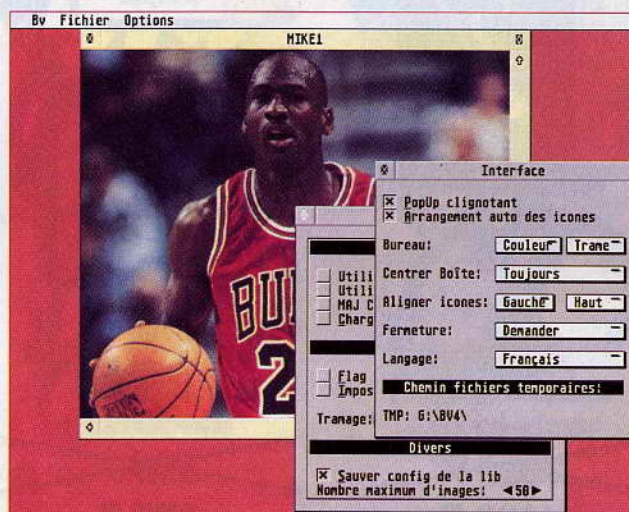 Bv Fichier Options
MIKE1
Interface
PopUp clignotant
Arrangement auto des icones
Bureau: Couleur Trame
Centrer Boîte: Toujours
Aligner icones: Gauche Haut
Fermeture: Demander
Langage: Français
Chemin fichiers temporaires:
TMP: G:\BV4\
Utili
Utili
MAJ C
Charg
Flag
Impos
Tramage:
Divers
Sauver config de la lib
Nombre maximum d'images: 50
BUL
2